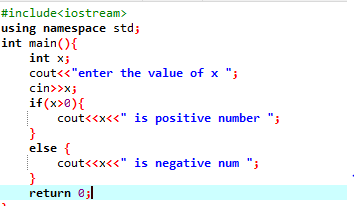 #include<iostream>
using namespace std;
int main(){
    int x;
    cout<<"enter the value of x ";
    cin>>x;
    if(x>0){
        cout<<x<<" is positive number ";
    }
    else {
        cout<<x<<" is negative num ";
    }
    return 0;